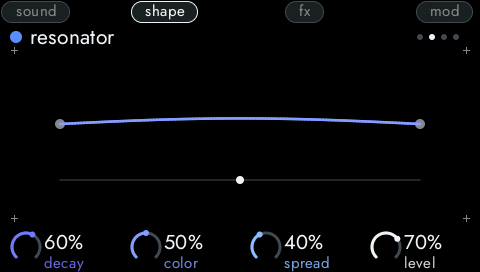 sound shape fx mod
resonator
60% 50% 40% 70%
decay color spread level